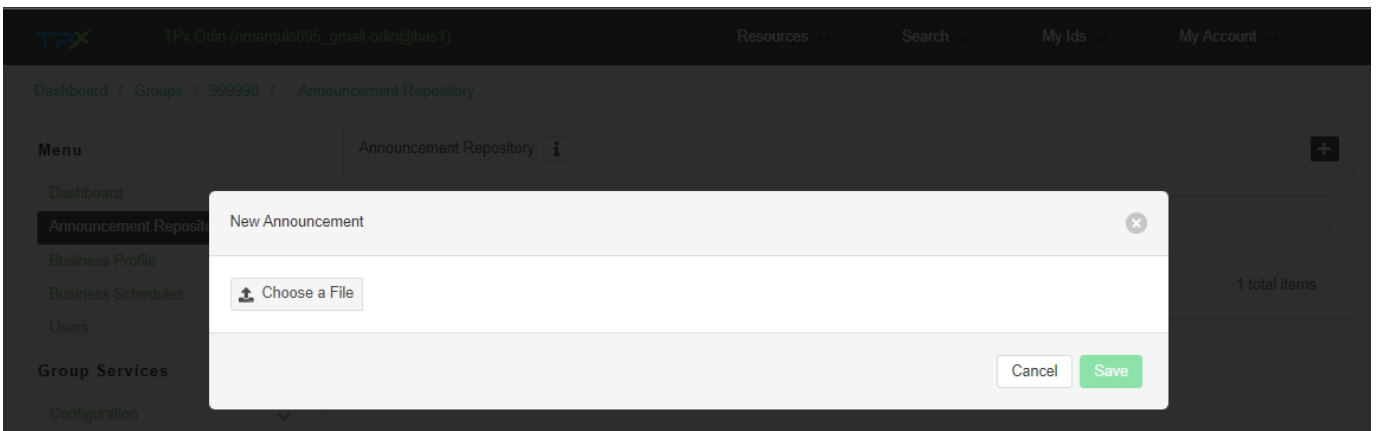 TPx TPx Odin (nmarquis895_gmail-odin@bas1) Resources Search My Ids My Account
Dashboard / Groups / 999990 / Announcement Repository
Menu
Announcement Repository i +
Dashboard
Announcement Reposito
New Announcement
Business Profile
Business Schedules
Choose a File
1 total items
Users
Group Services
Cancel Save
Configuration